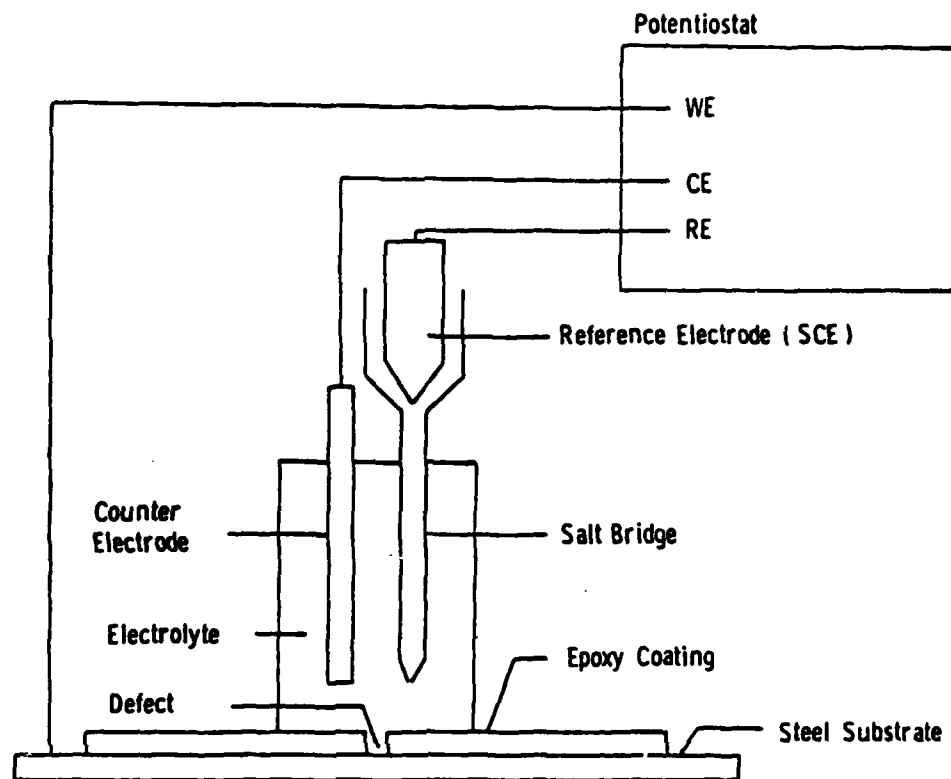 Potentiostat
WE
CE
RE
Reference Electrode ( SCE )
Counter
Electrode
Salt Bridge
Electrolyte
Epoxy Coating
Defect
Steel Substrate